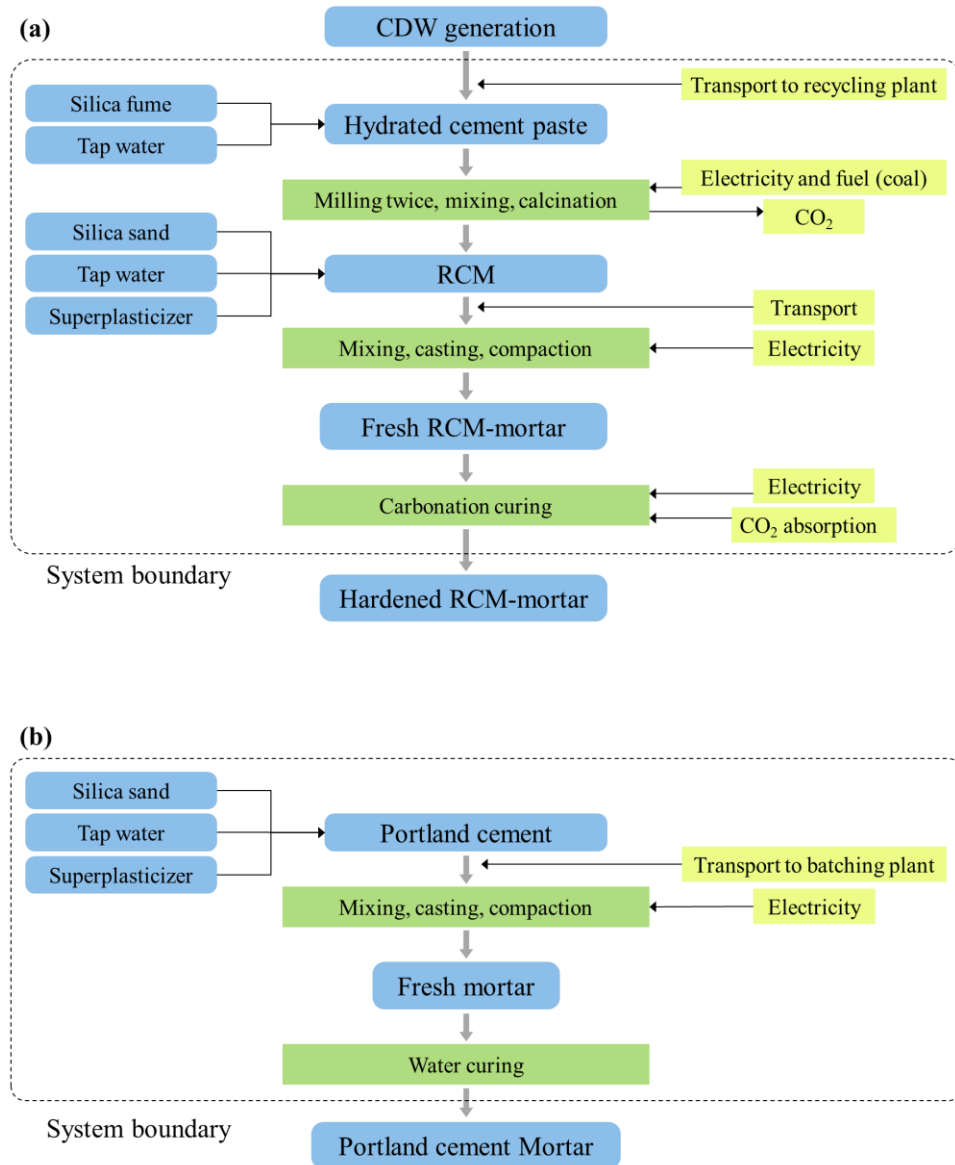 (a)
CDW generation
Transport to recycling plant
Silica fume
Tap water
Hydrated cement paste
Electricity and fuel (coal)
Milling twice, mixing, calcination
CO₂
Silica sand
Tap water
Superplasticizer
RCM
Transport
Mixing, casting, compaction
Electricity
Fresh RCM-mortar
Carbonation curing
Electricity
CO₂ absorption
System boundary
Hardened RCM-mortar
(b)
Silica sand
Tap water
Superplasticizer
Portland cement
Transport to batching plant
Mixing, casting, compaction
Electricity
Fresh mortar
Water curing
System boundary
Portland cement Mortar